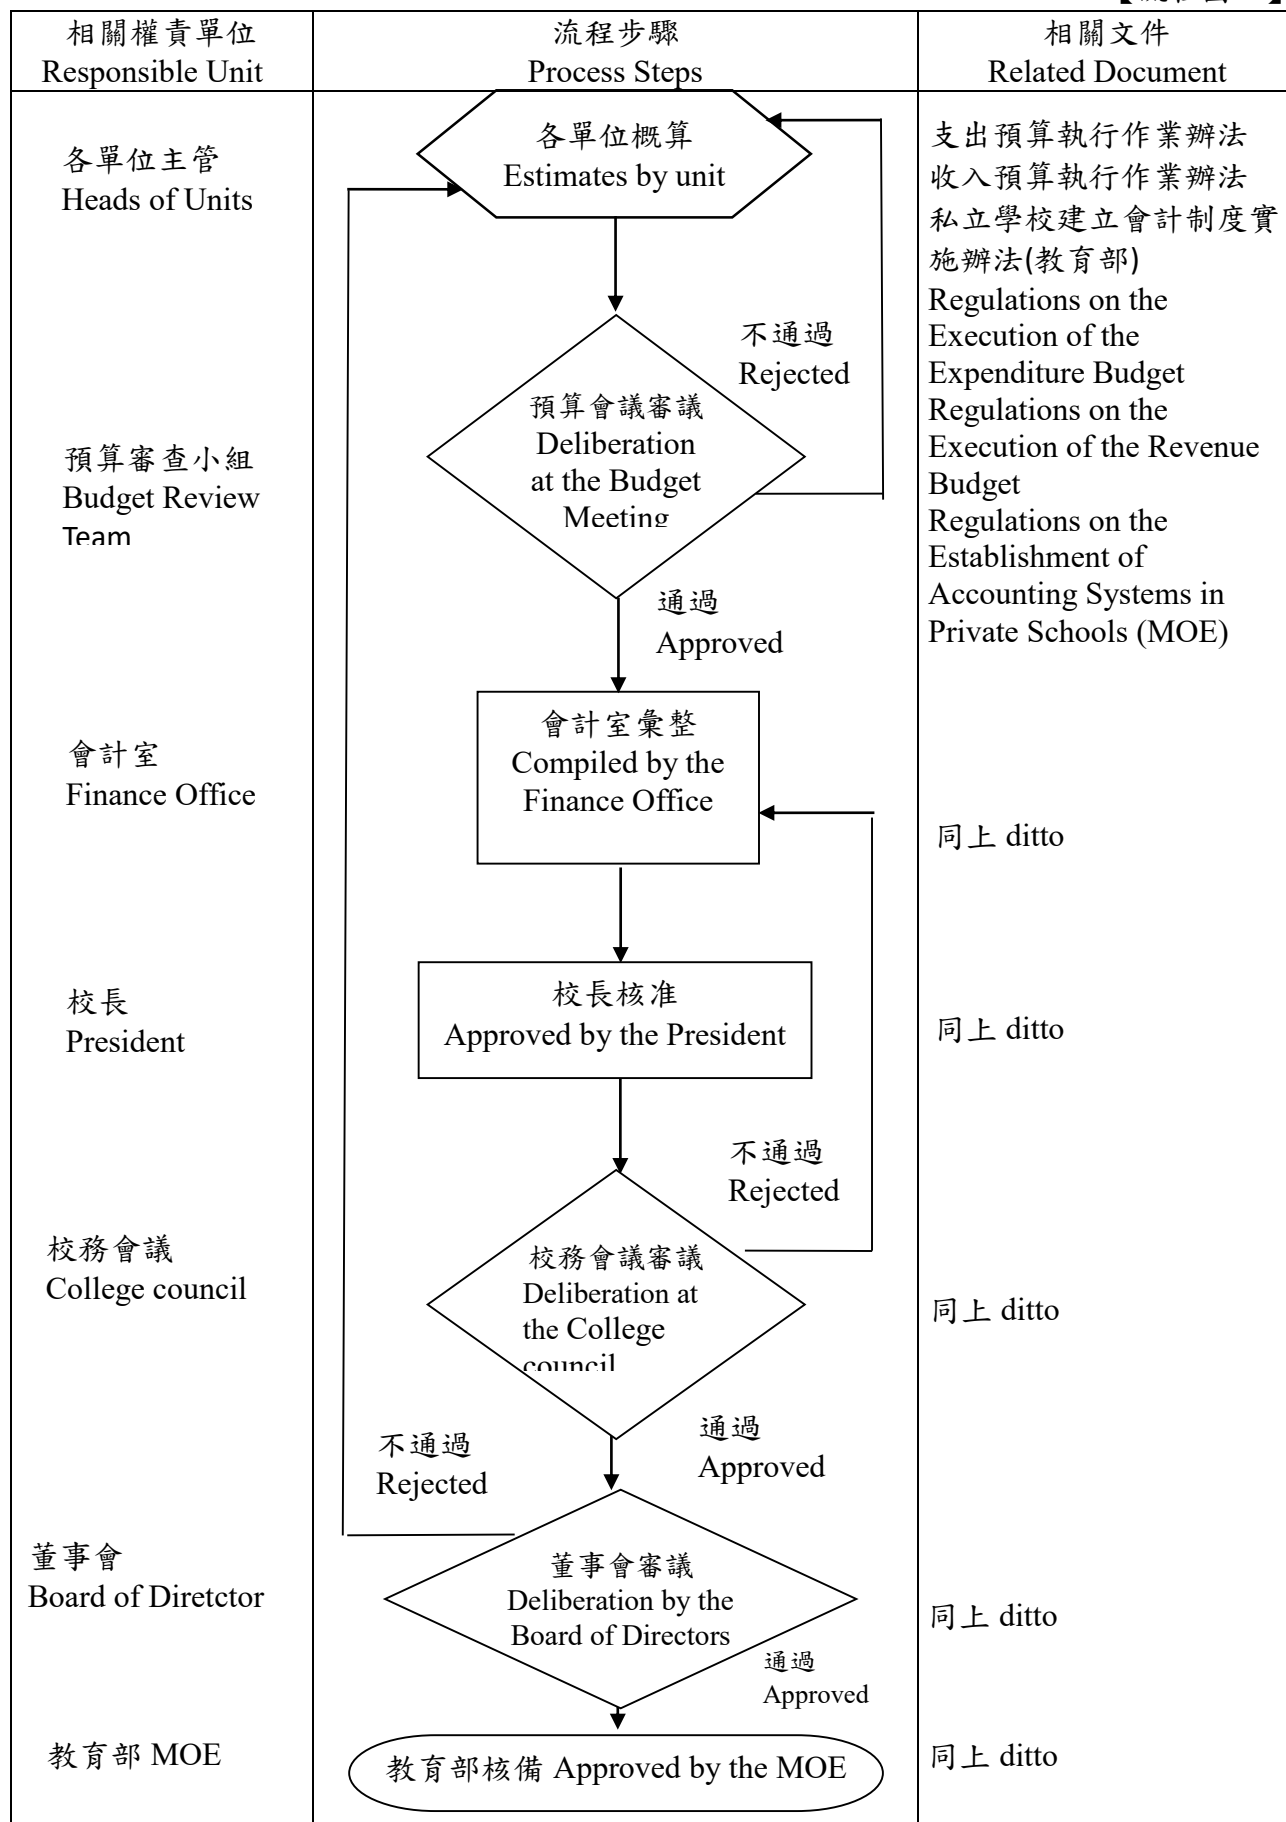 相關權責單位
Responsible Unit
流程步驟
Process Steps
相關文件
Related Document
各單位主管
Heads of Units
各單位概算
Estimates by unit
支出預算執行作業辦法
收入預算執行作業辦法
私立學校建立會計制度實
施辦法(教育部)
Regulations on the
Execution of the
Expenditure Budget
Regulations on the
Execution of the Revenue
Budget
Regulations on the
Establishment of
Accounting Systems in
Private Schools (MOE)
不通過
Rejected
預算審查小組
Budget Review
Team
預算會議審議
Deliberation
at the Budget
Meeting
通過
Approved
會計室
Finance Office
會計室彙整
Compiled by the
Finance Office
同上 ditto
校長
President
校長核准
Approved by the President
同上 ditto
不通過
Rejected
校務會議
College council
校務會議審議
Deliberation at
the College
council
同上 ditto
不通過
Rejected
通過
Approved
董事會
Board of Diretctor
董事會審議
Deliberation by the
Board of Directors
同上 ditto
通過
Approved
教育部 MOE
教育部核備 Approved by the MOE
同上 ditto